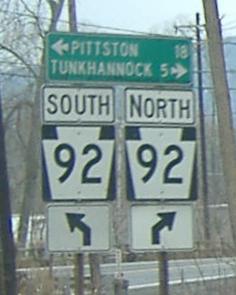 PITTSTON 18
TUNKHANNOCK 5
SOUTH NORTH
92 92